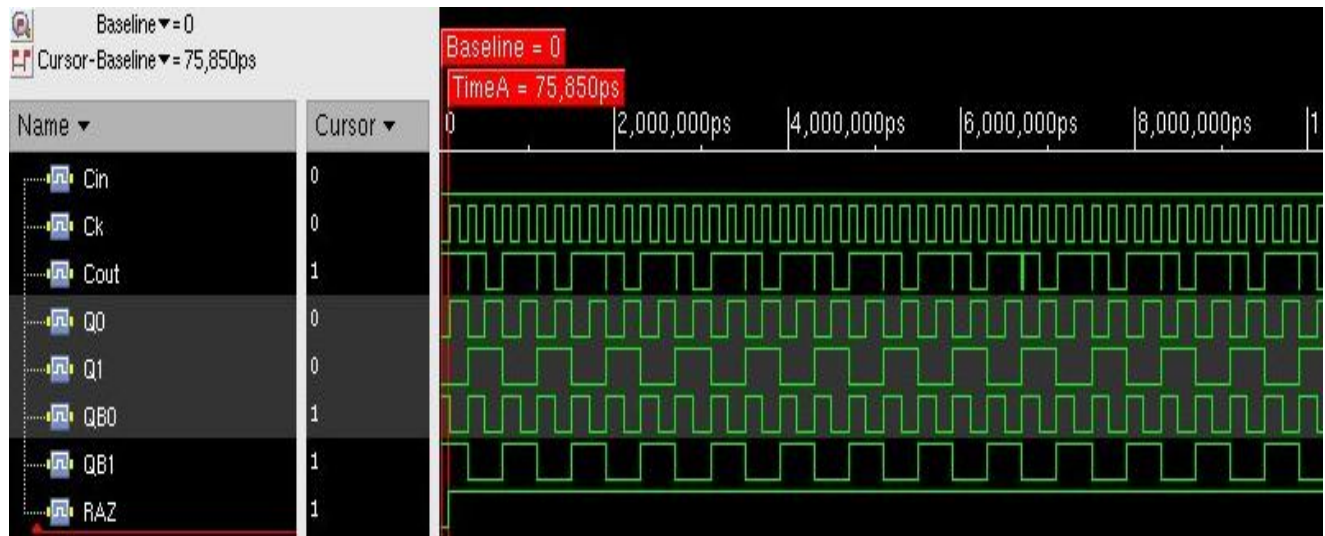 Baseline▼= 0
Cursor-Baseline▼= 75,850ps
Baseline = 0
TimeA = 75,850ps
Name ▼ Cursor ▼ 0 2,000,000ps 4,000,000ps 6,000,000ps 8,000,000ps 1
Cin 0
Ck 0
Cout 1
Q0 0
Q1 0
QB0 1
QB1 1
RAZ 1